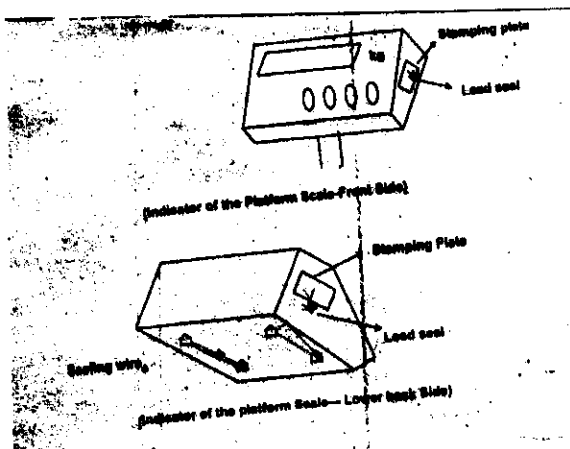 Stamping plate
kg
Lead seal
(Indicator of the Platform Scale-Front Side)
Stamping Plate
Lead seal
Sealing wire
(Indicator of the platform Scale— Lower back Side)